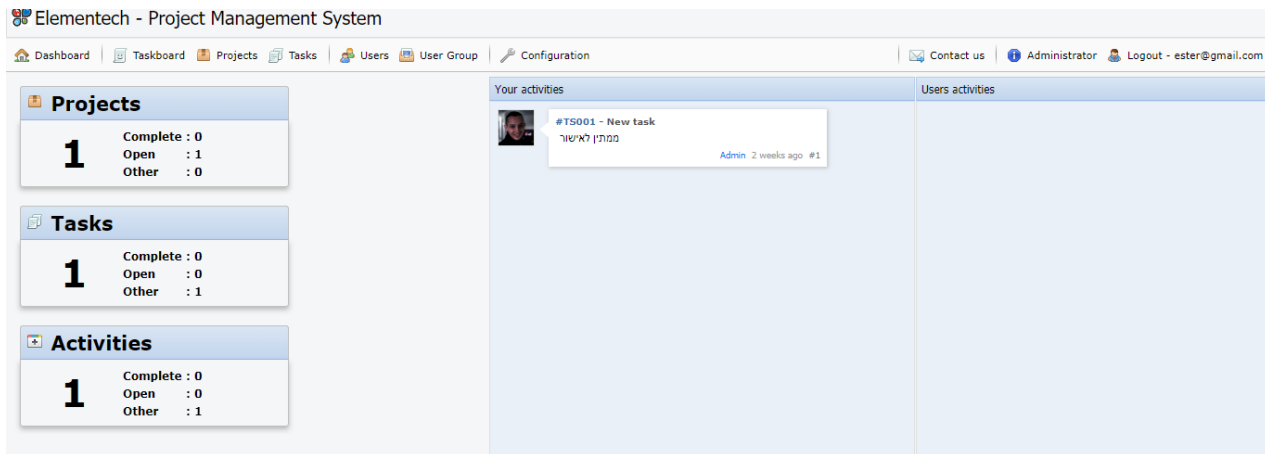 Elementech - Project Management System
Dashboard Taskboard Projects Tasks Users User Group Configuration Contact us Administrator Logout - ester@gmail.com
Projects
1
Complete : 0
Open : 1
Other : 0
Tasks
1
Complete : 0
Open : 0
Other : 1
Activities
1
Complete : 0
Open : 0
Other : 1
Your activities
#TS001 - New task
ממתין לאישור
Admin 2 weeks ago #1
Users activities